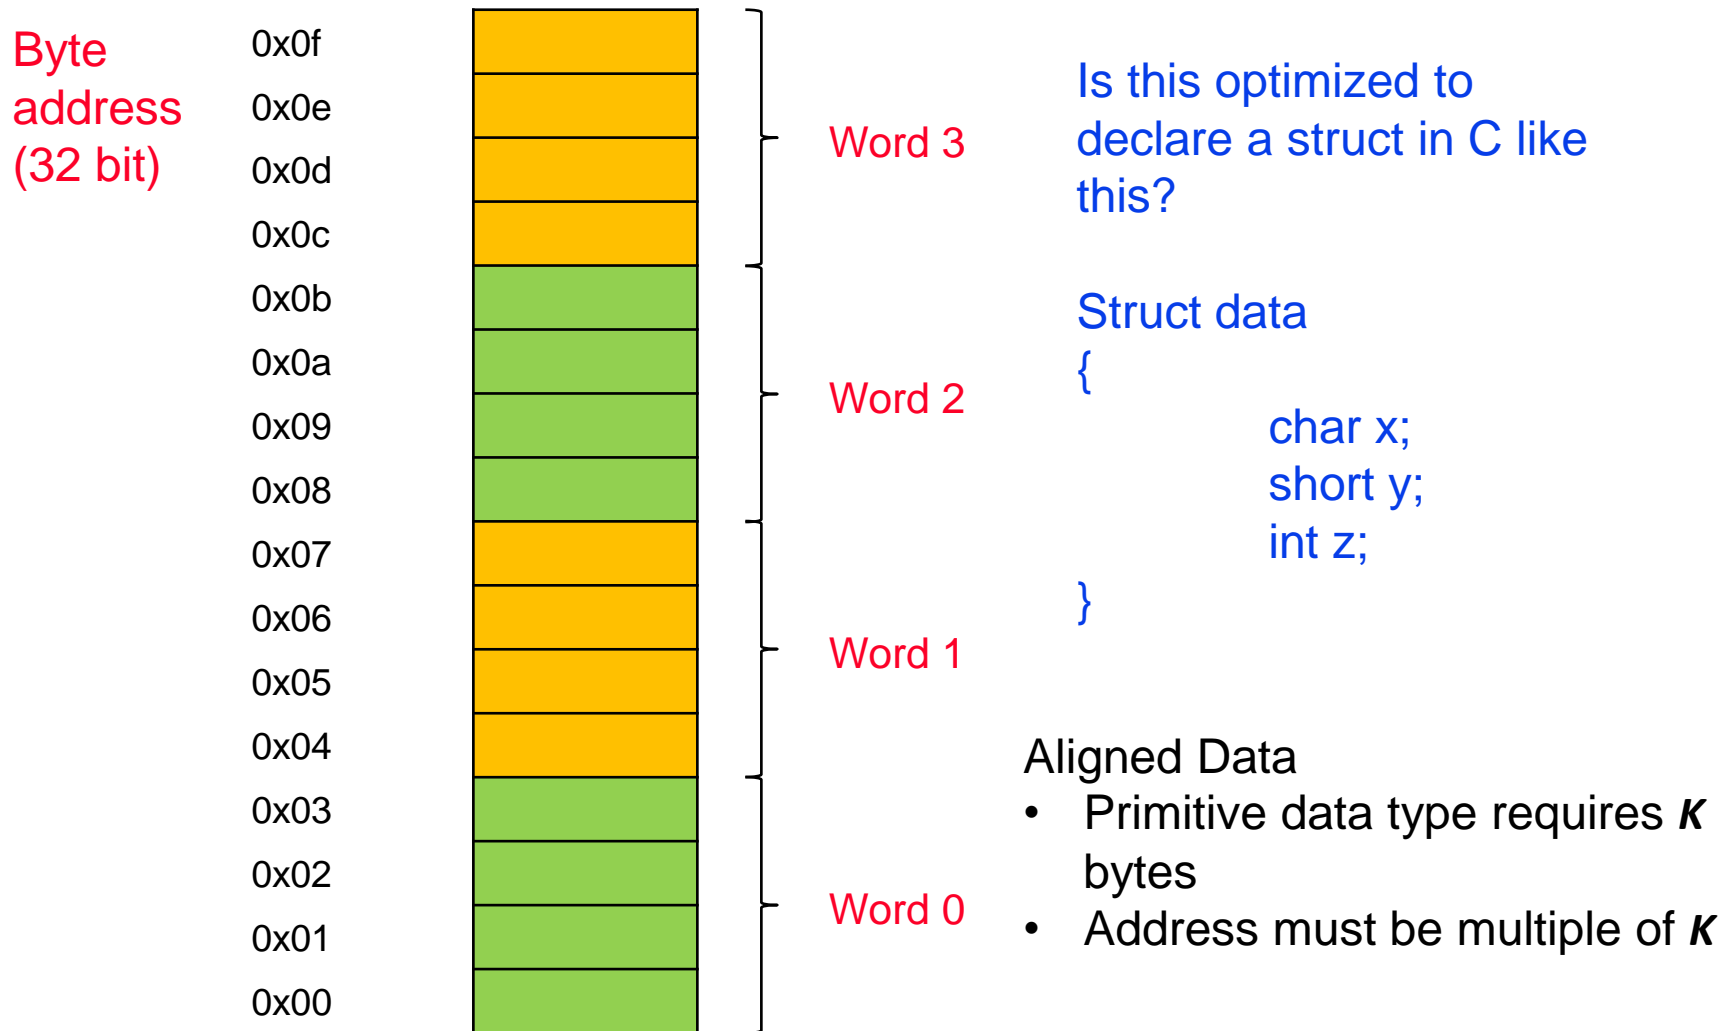 Byte
address
(32 bit)
0x0f
0x0e
0x0d
0x0c
0x0b
0x0a
0x09
0x08
0x07
0x06
0x05
0x04
0x03
0x02
0x01
0x00
Word 3
Word 2
Word 1
Word 0
Is this optimized to
declare a struct in C like
this?
Struct data
{
char x;
short y;
int z;
}
Aligned Data
• Primitive data type requires K
bytes
• Address must be multiple of K